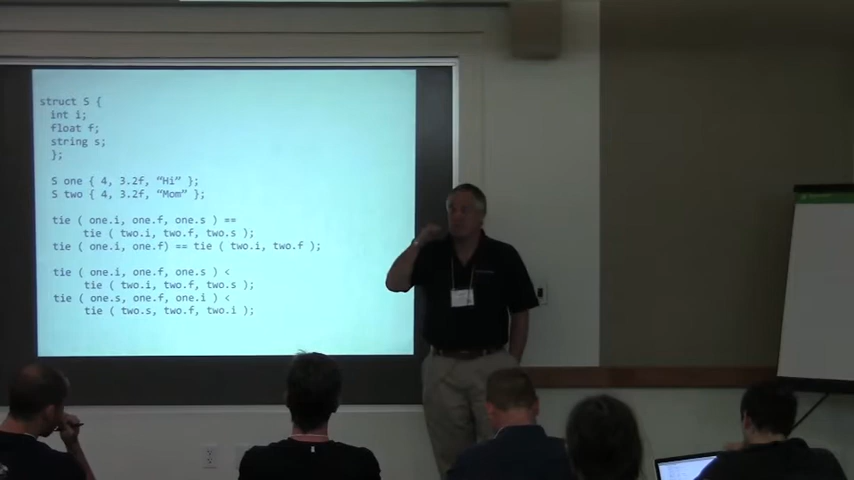 struct S {
int i;
float f;
string s;
};
S one { 4, 3.2f, “Hi” };
S two { 4, 3.2f, “Mom” };
tie ( one.i, one.f, one.s ) ==
tie ( two.i, two.f, two.s );
tie ( one.i, one.f) == tie ( two.i, two.f );
tie ( one.i, one.f, one.s ) <
tie ( two.i, two.f, two.s );
tie ( one.s, one.f, one.i ) <
tie ( two.s, two.f, two.i );